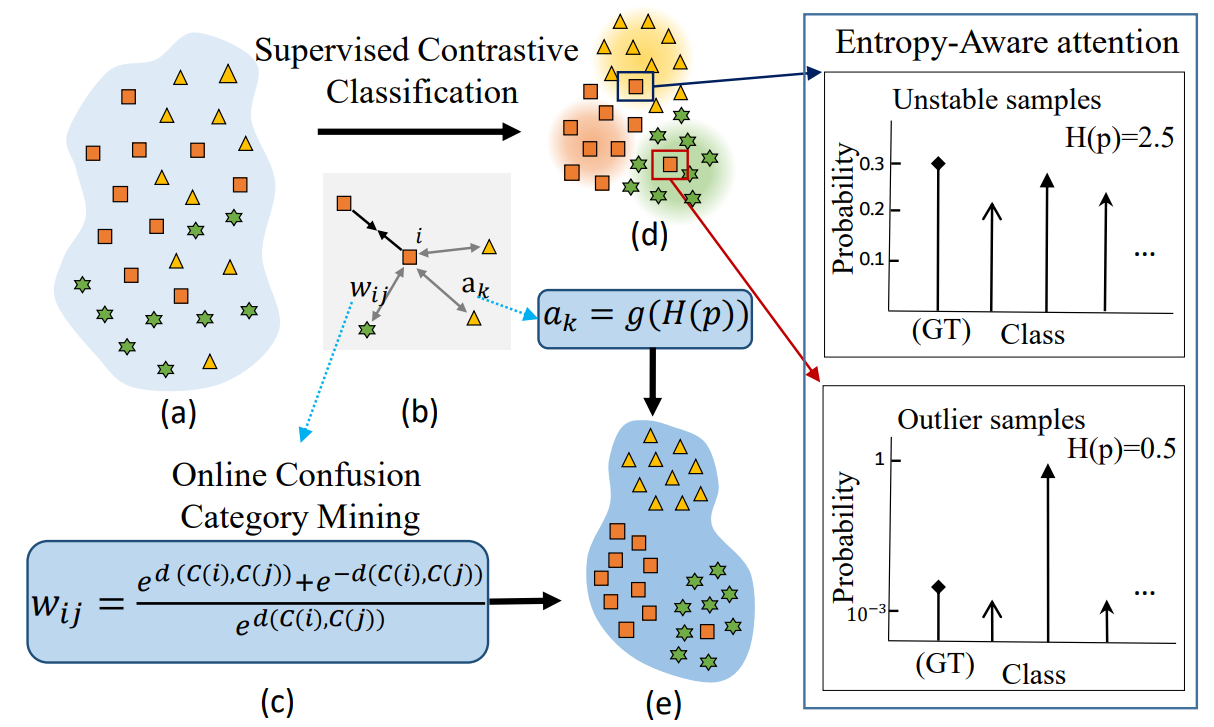 Supervised Contrastive
Classification
Entropy-Aware attention
Unstable samples
H(p)=2.5
Probability
0.3
0.2
0.1
...
(GT)
Class
(a)
i
w_{ij}
a_k
(b)
(d)
a_k = g(H(p))
Outlier samples
H(p)=0.5
Probability
1
10^{-3}
...
(GT)
Class
Online Confusion
Category Mining
w_{ij} = \frac{e^{d(C(i),C(j))}+e^{-d(C(i),C(j))}}{e^{d(C(i),C(j))}}
(c)
(e)